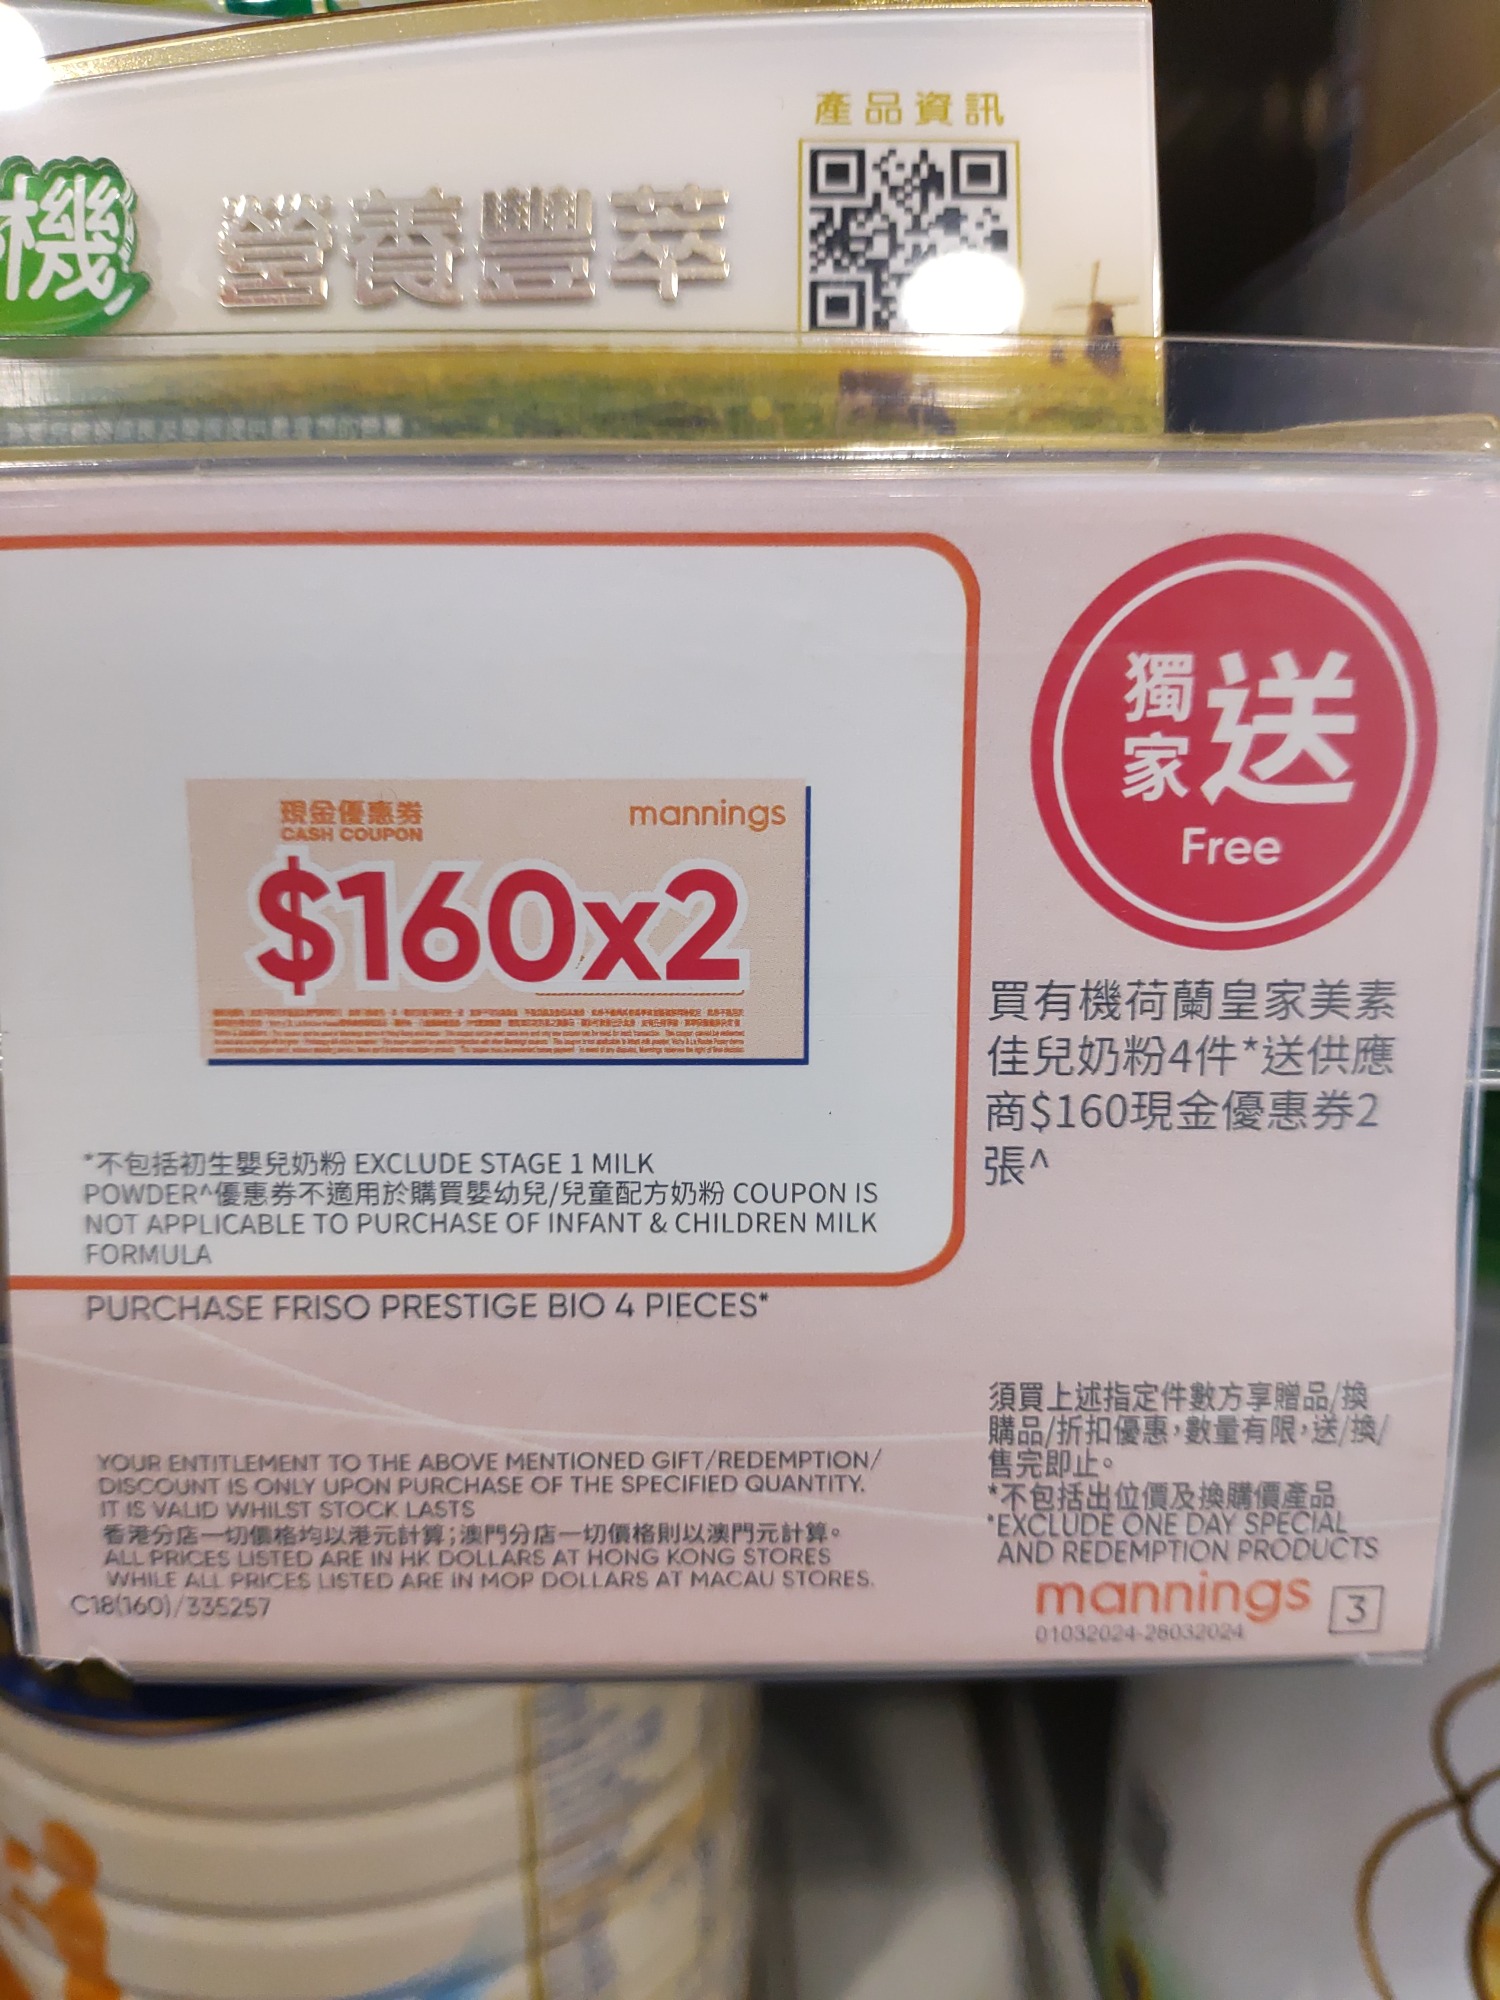 產品資訊
機
營養豐萃
現金優惠券
CASH COUPON
mannings
$160x2
獨家送
Free
買有機荷蘭皇家美素
佳兒奶粉4件*送供應
商$160現金優惠券2
張^
*不包括初生嬰兒奶粉 EXCLUDE STAGE 1 MILK
POWDER^優惠券不適用於購買嬰幼兒/兒童配方奶粉 COUPON IS
NOT APPLICABLE TO PURCHASE OF INFANT & CHILDREN MILK
FORMULA
PURCHASE FRISO PRESTIGE BIO 4 PIECES*
YOUR ENTITLEMENT TO THE ABOVE MENTIONED GIFT/REDEMPTION/
DISCOUNT IS ONLY UPON PURCHASE OF THE SPECIFIED QUANTITY.
IT IS VALID WHILST STOCK LASTS
香港分店一切價格均以港元計算;澳門分店一切價格則以澳門元計算。
ALL PRICES LISTED ARE IN HK DOLLARS AT HONG KONG STORES
WHILE ALL PRICES LISTED ARE IN MOP DOLLARS AT MACAU STORES.
C18(160)/335257
須買上述指定件數方享贈品/換
購品/折扣優惠,數量有限,送/換/
售完即止。
*不包括出位價及換購價產品
*EXCLUDE ONE DAY SPECIAL
AND REDEMPTION PRODUCTS
mannings 3
01032024-28032024